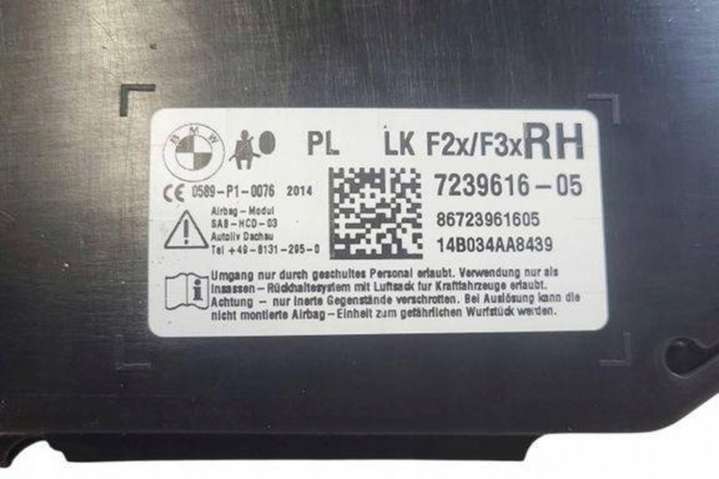 BMW
PL LK F2x/F3x RH
CE 0589-P1-0076 2014
7239616-05
Airbag-Modul
SAB-HCD-03
Autoliv Dachau
Tel +49-8131-295-0
86723961605
14B034AA8439
Umgang nur durch geschultes Personal erlaubt. Verwendung nur als
Insassen-Rückhaltesystem mit Luftsack für Kraftfahrzeuge erlaubt.
Achtung - nur inerte Gegenstände verschrotten. Bei Auslösung kann die
nicht montierte Airbag-Einheit zum gefährlichen Wurfstück werden.